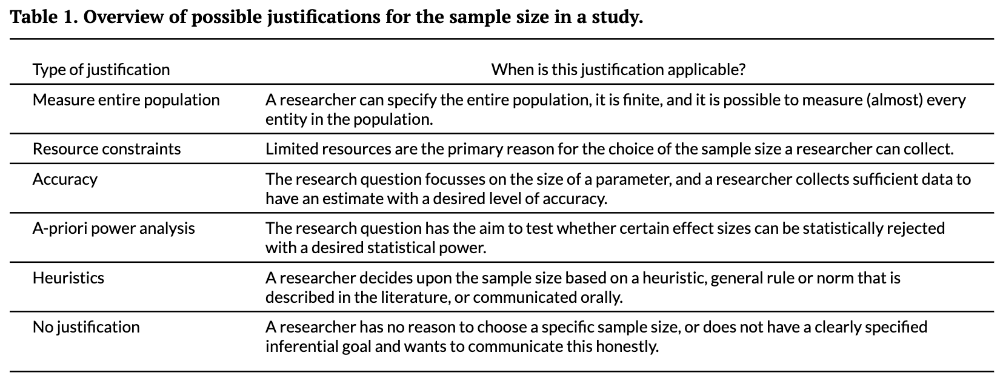 Table 1. Overview of possible justifications for the sample size in a study.
Type of justification
When is this justification applicable?
Measure entire population
A researcher can specify the entire population, it is finite, and it is possible to measure (almost) every
entity in the population.
Resource constraints
Limited resources are the primary reason for the choice of the sample size a researcher can collect.
Accuracy
The research question focusses on the size of a parameter, and a researcher collects sufficient data to
have an estimate with a desired level of accuracy.
A-priori power analysis
The research question has the aim to test whether certain effect sizes can be statistically rejected
with a desired statistical power.
Heuristics
A researcher decides upon the sample size based on a heuristic, general rule or norm that is
described in the literature, or communicated orally.
No justification
A researcher has no reason to choose a specific sample size, or does not have a clearly specified
inferential goal and wants to communicate this honestly.